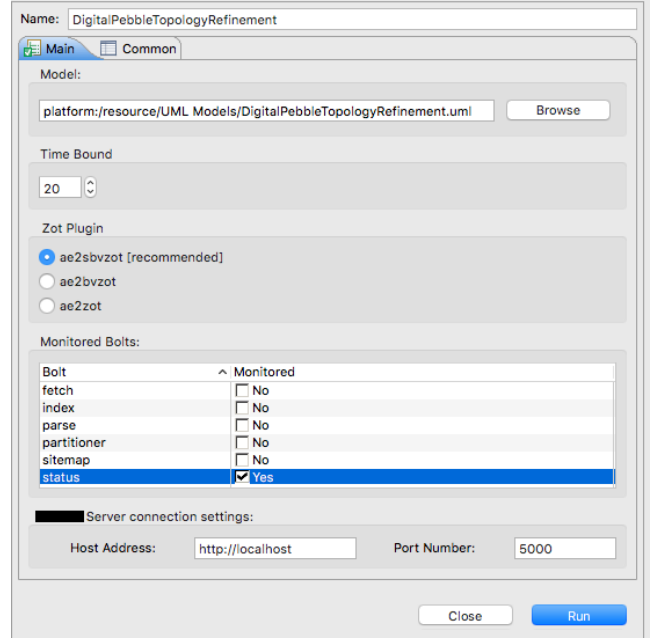 Name: DigitalPebbleTopologyRefinement
Main Common
Model:
platform:/resource/UML Models/DigitalPebbleTopologyRefinement.uml Browse
Time Bound
20
Zot Plugin
ae2sbvzot [recommended]
ae2bvzot
ae2zot
Monitored Bolts:
Bolt Monitored
fetch No
index No
parse No
partitioner No
sitemap No
status Yes
Server connection settings:
Host Address: http://localhost Port Number: 5000
Close Run